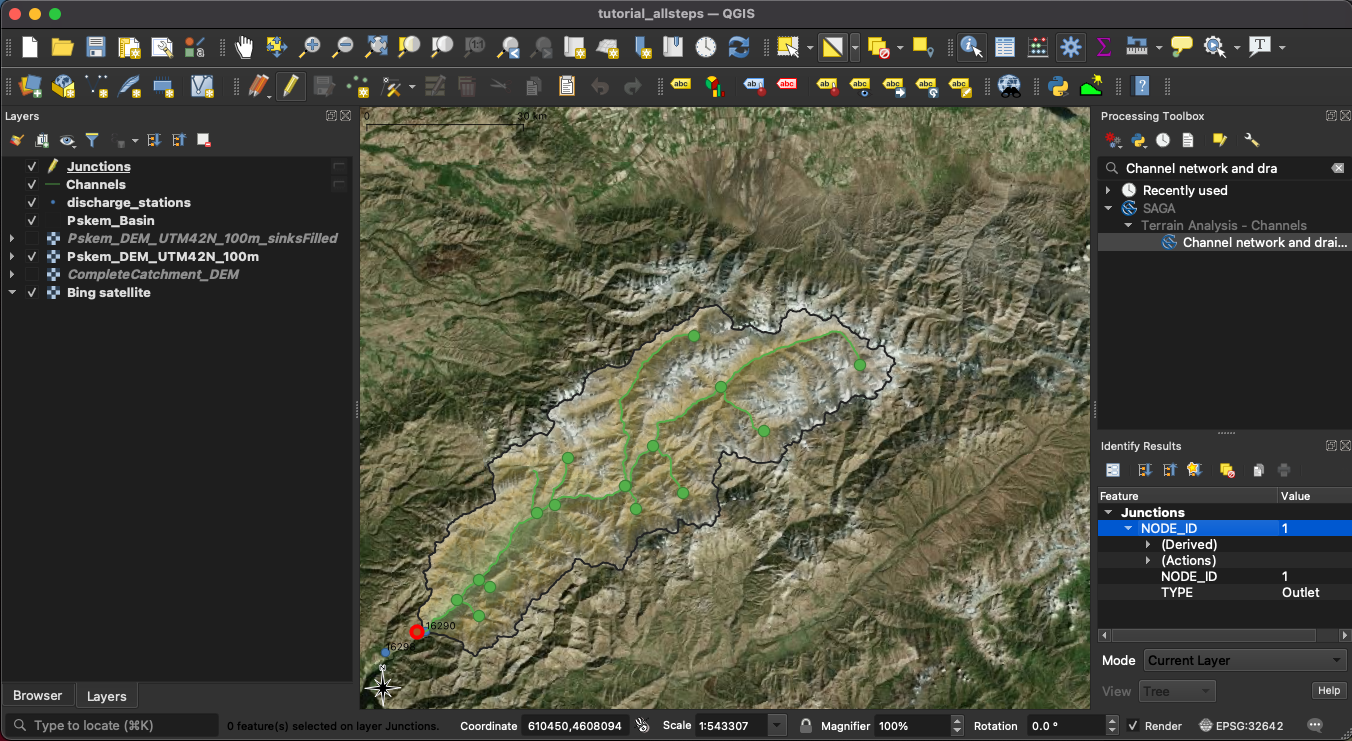 tutorial_allsteps — QGIS
Layers
Junctions
Channels
discharge_stations
Pskem_Basin
Pskem_DEM_UTM42N_100m_sinksFilled
Pskem_DEM_UTM42N_100m
CompleteCatchment_DEM
Bing satellite
Browser
Layers
0
30 km
16290
N
Processing Toolbox
Channel network and dra
Recently used
SAGA
Terrain Analysis - Channels
Channel network and drai...
Identify Results
Feature Value
Junctions
NODE_ID 1
(Derived)
(Actions)
NODE_ID 1
TYPE Outlet
Mode Current Layer
View Tree
Help
Type to locate (⌘K)
0 feature(s) selected on layer Junctions.
Coordinate 610450,4608094
Scale 1:543307
Magnifier 100%
Rotation 0.0 °
Render
EPSG:32642